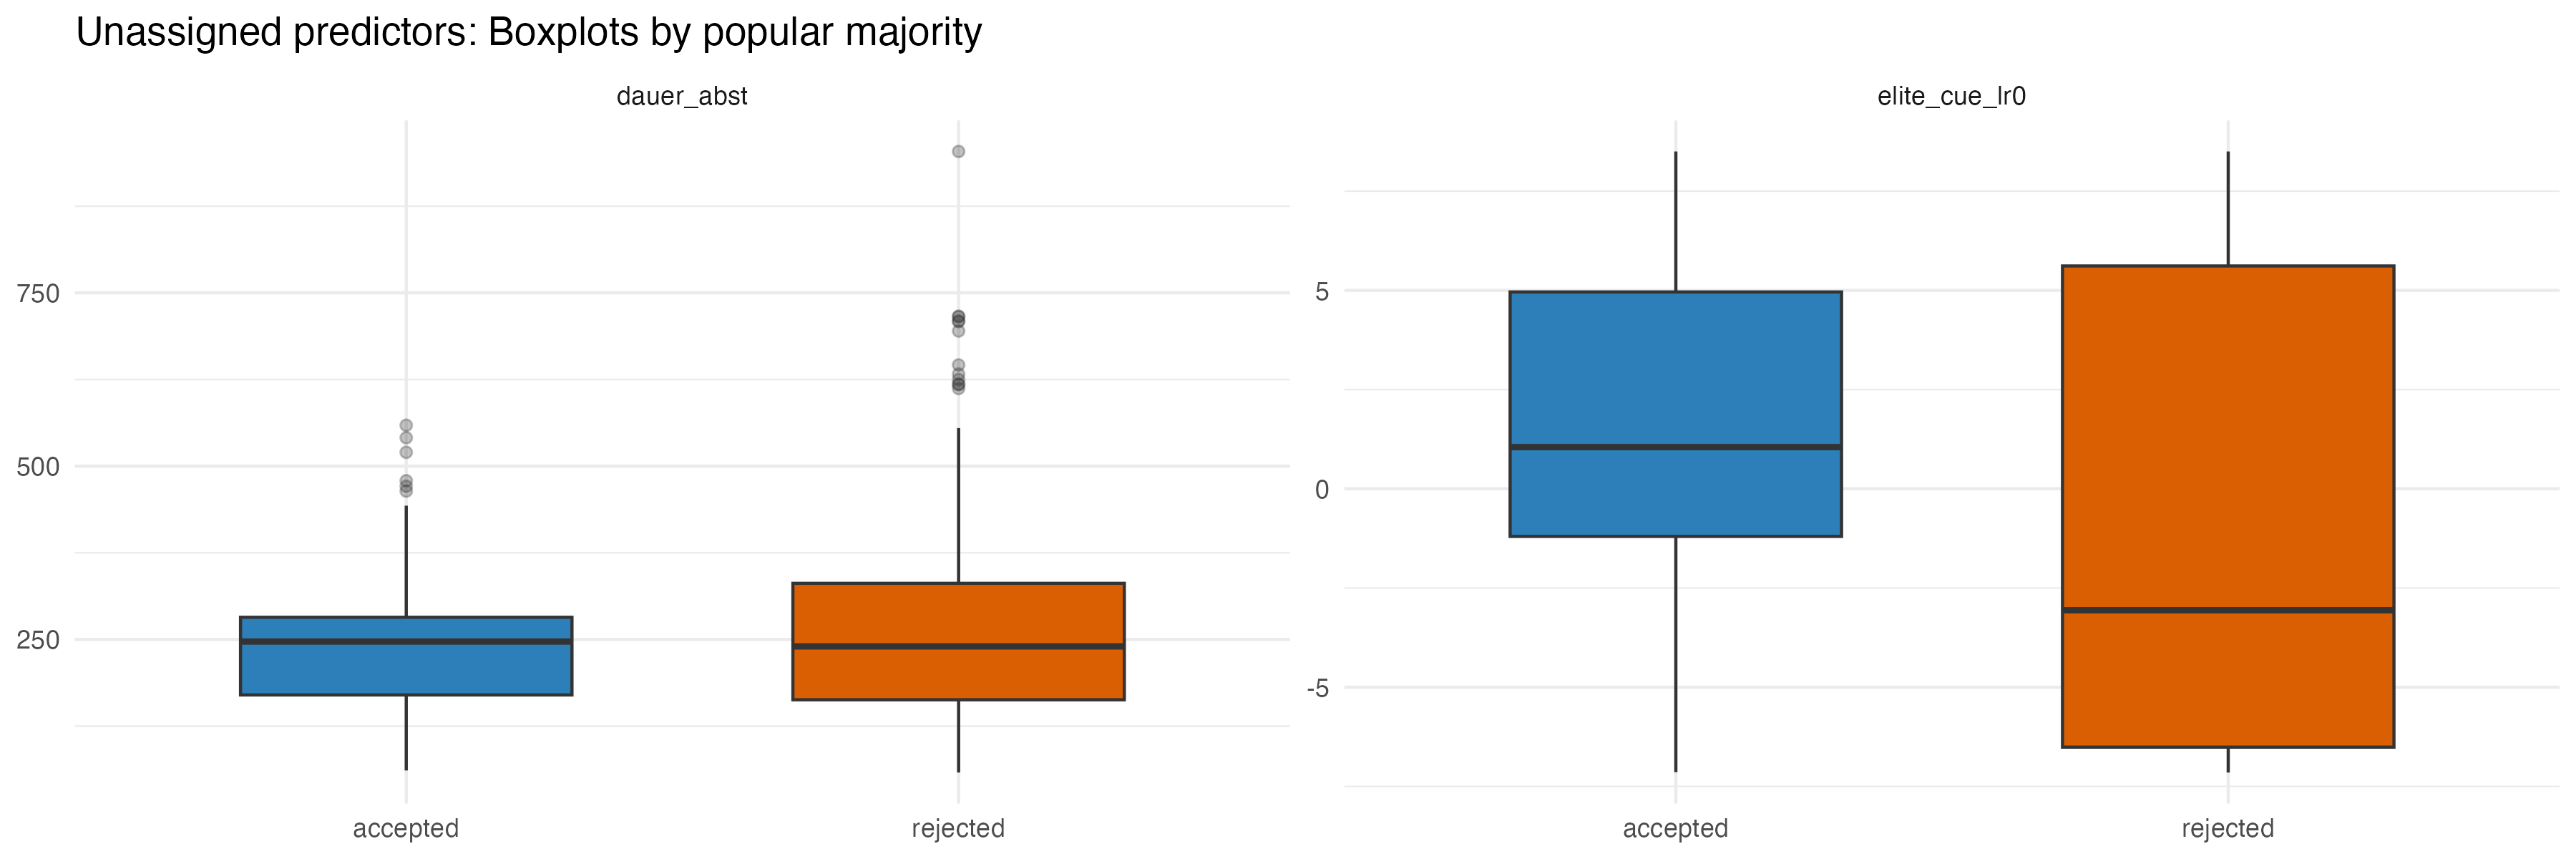 Unassigned predictors: Boxplots by popular majority
dauer_abst
elite_cue_lr0
750
500
250
5
0
-5
accepted
rejected
accepted
rejected